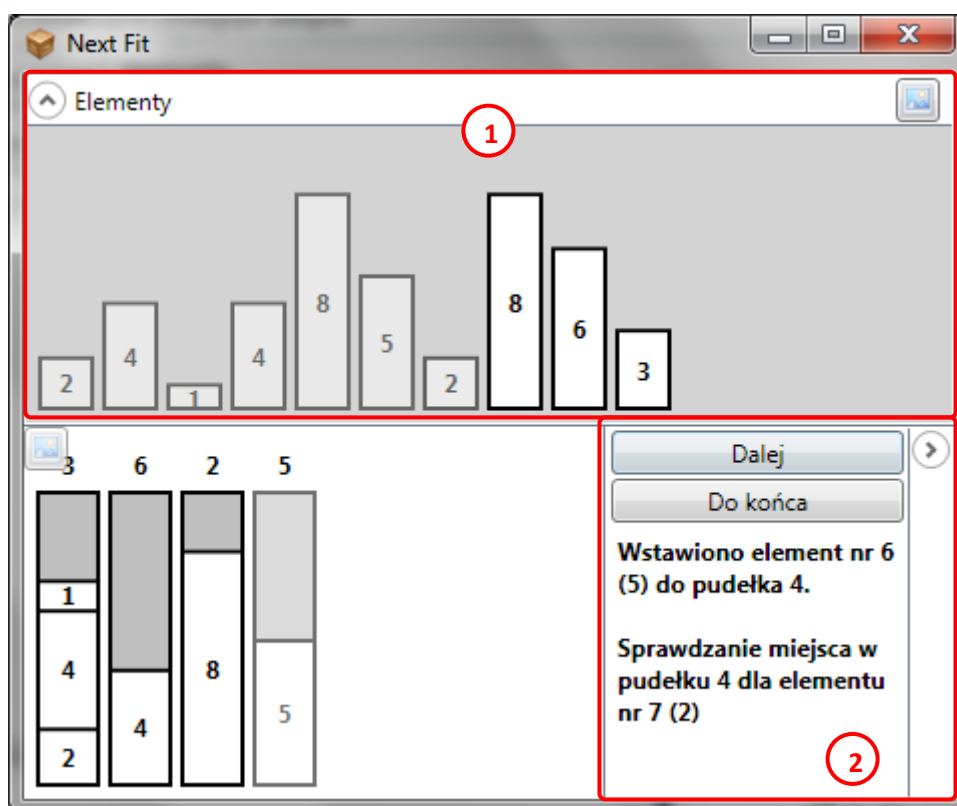 Next Fit
Elementy
1
2
4
1
4
8
5
2
8
6
3
3 6 2 5
1
4
2
4
8
5
Dalej
Do końca
Wstawiono element nr 6
(5) do pudełka 4.
Sprawdzanie miejsca w
pudełku 4 dla elementu
nr 7 (2)
2